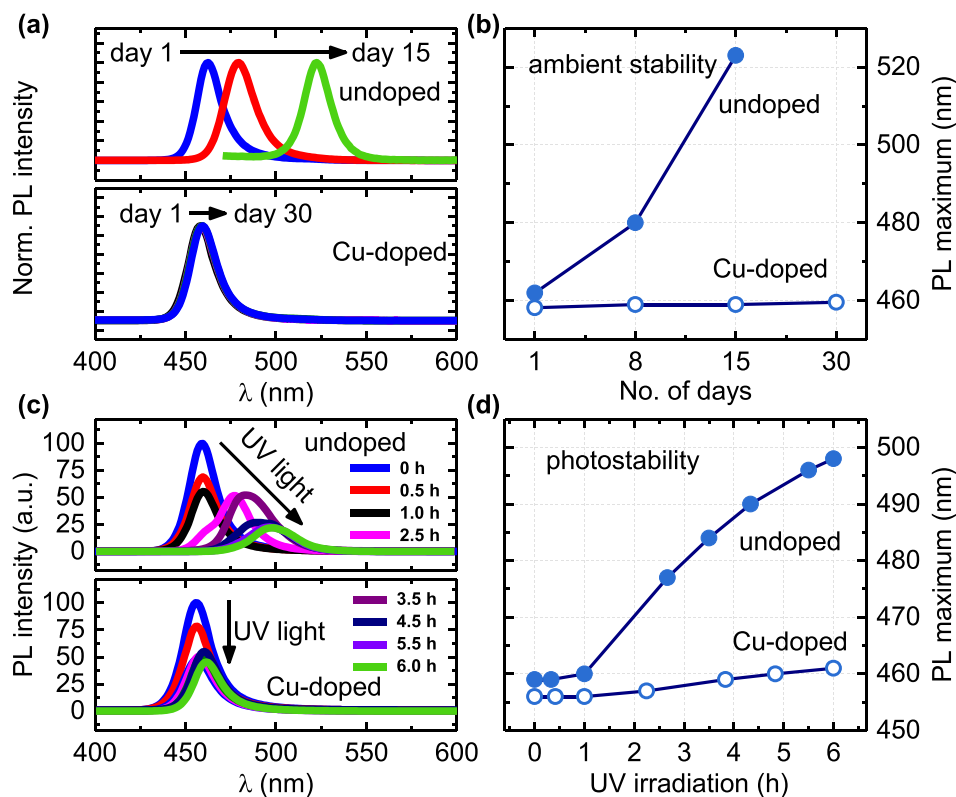 (a)
day 1 day 15
undoped
day 1 day 30
Cu-doped
Norm. PL intensity
400 450 500 550 600
λ (nm)
(b)
ambient stability
undoped
Cu-doped
520
500
480
460
PL maximum (nm)
1 8 15 30
No. of days
(c)
undoped
UV light
0 h
0.5 h
1.0 h
2.5 h
100
75
50
25
0
3.5 h
4.5 h
5.5 h
6.0 h
UV light
Cu-doped
100
75
50
25
0
PL intensity (a.u.)
400 450 500 550 600
λ (nm)
(d)
photostability
undoped
Cu-doped
500
490
480
470
460
450
PL maximum (nm)
0 1 2 3 4 5 6
UV irradiation (h)